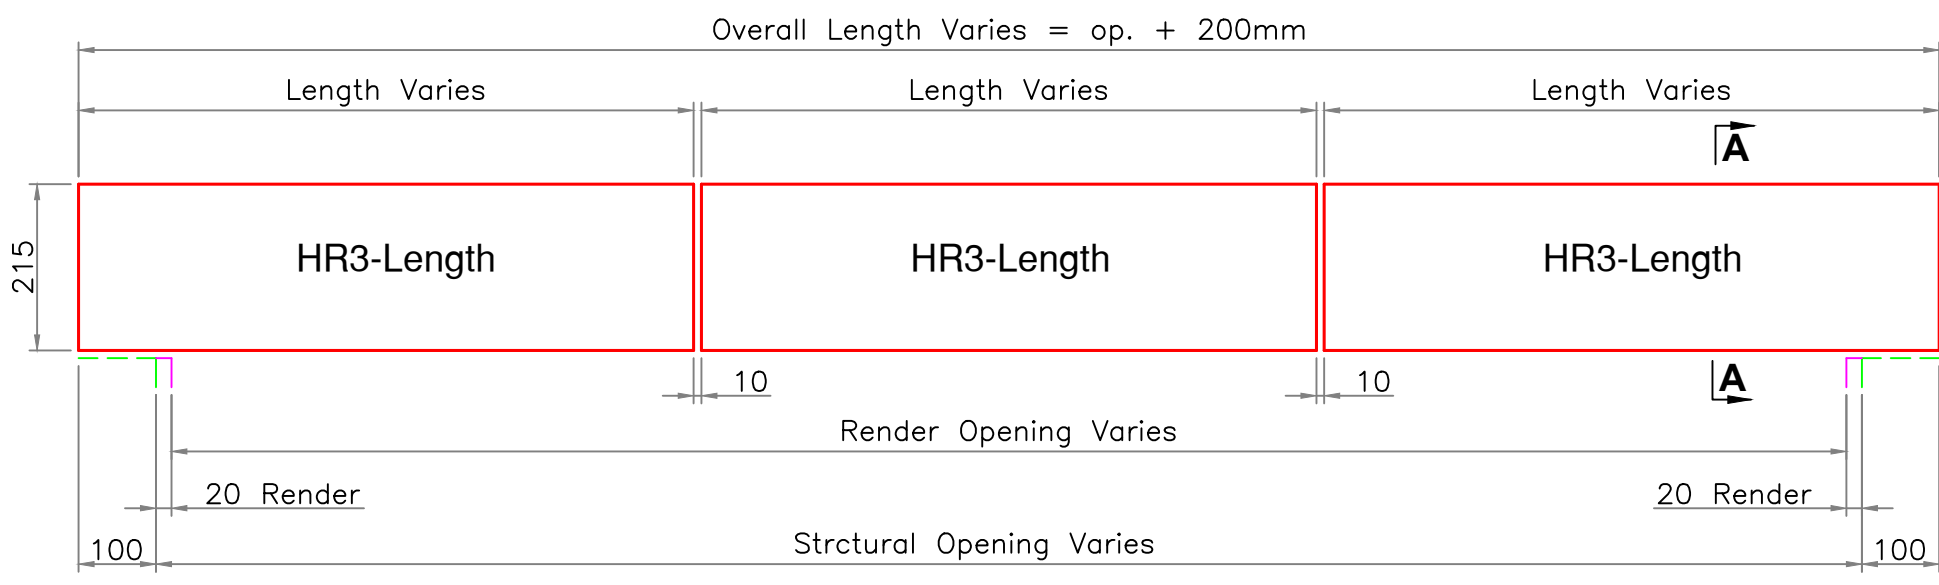 Overall Length Varies = op. + 200mm
Length Varies Length Varies Length Varies
A
215 HR3-Length HR3-Length HR3-Length
10 10 A
Render Opening Varies
20 Render 20 Render
100 Strctural Opening Varies 100